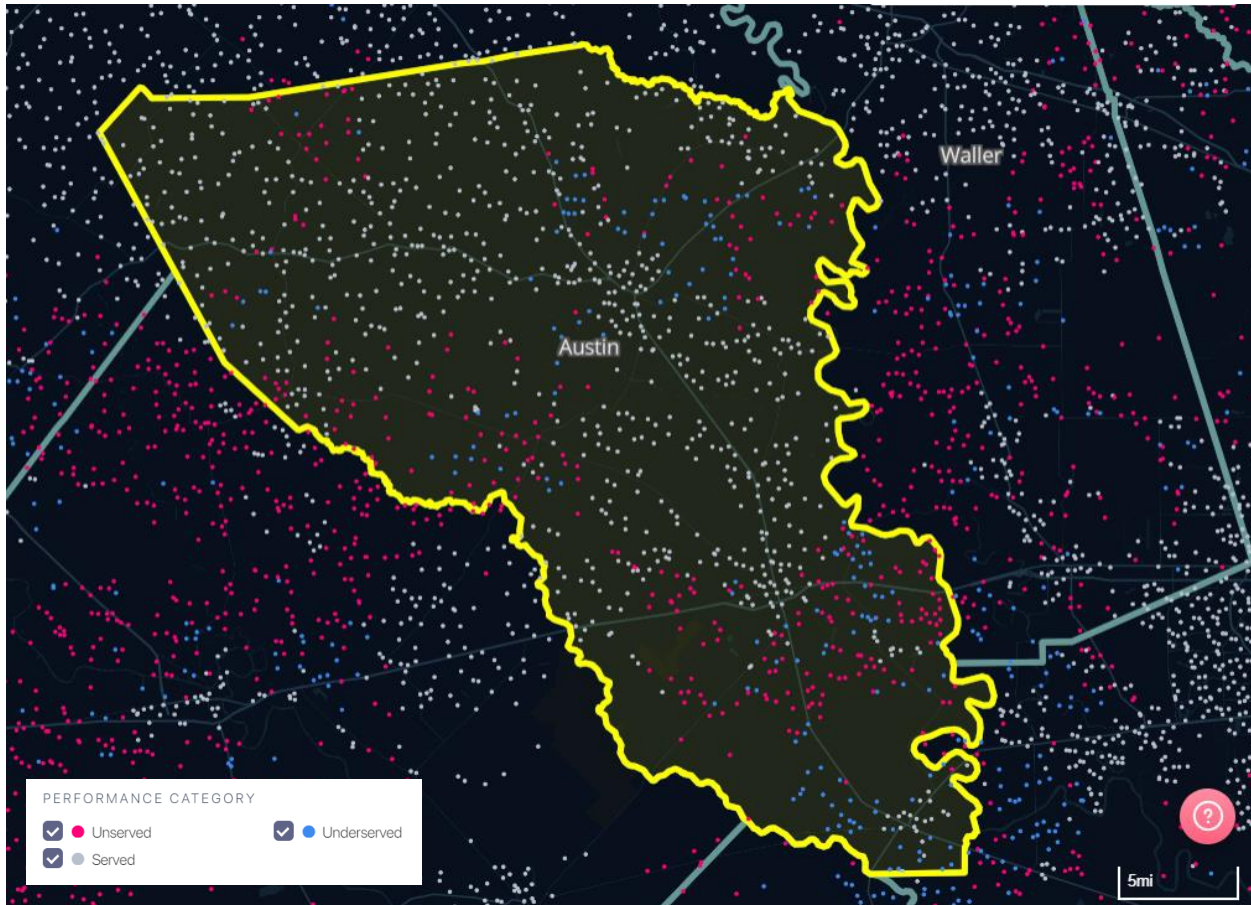 Waller
Austin
PERFORMANCE CATEGORY
Unserved
Underserved
Served
?
5mi